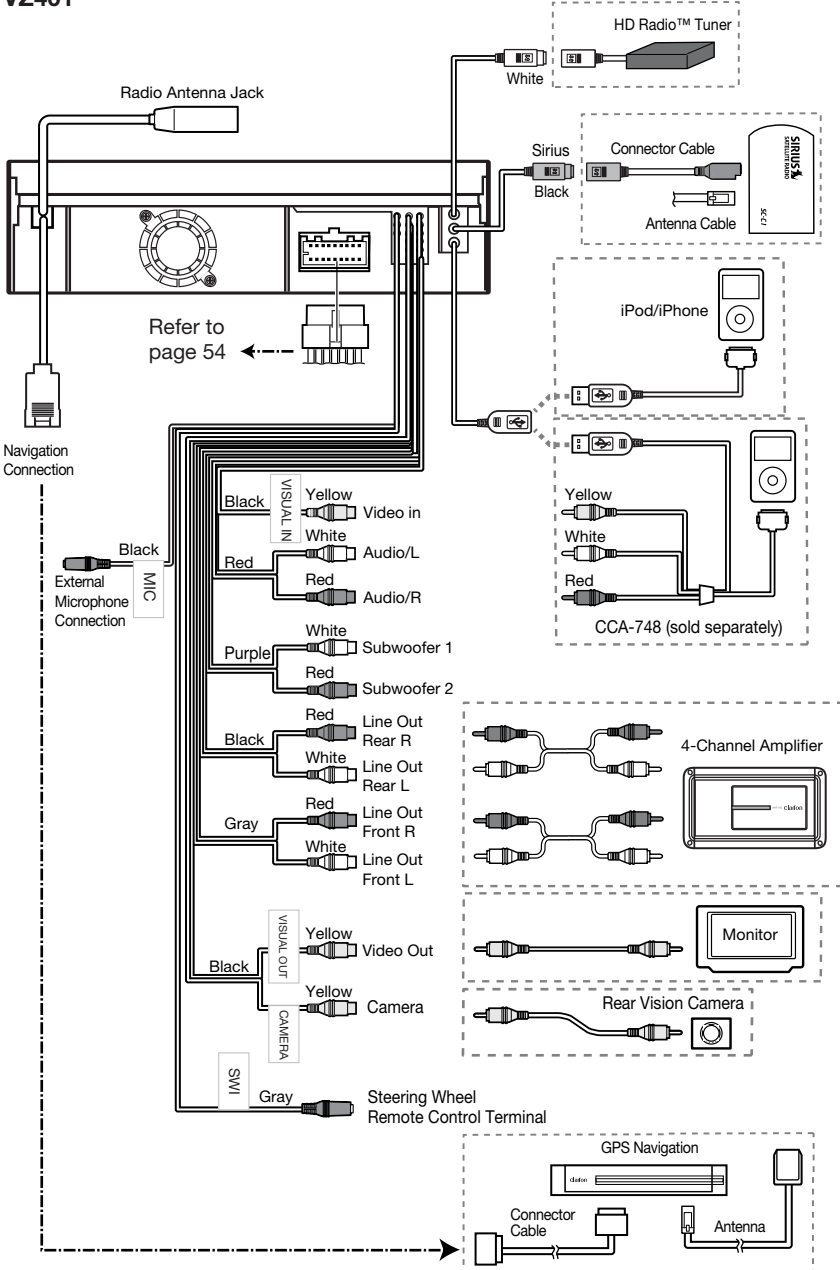 VZ401
HD Radio™ Tuner
White
Radio Antenna Jack
Sirius
Black
Connector Cable
Antenna Cable
SIRIUS
SATELLITE RADIO
SC-C1
iPod/iPhone
Refer to
page 54
Navigation
Connection
Black
MIC
External
Microphone
Connection
Black
VISUAL IN
Yellow
Video in
Red
White
Audio/L
Red
Audio/R
Purple
White
Subwoofer 1
Red
Subwoofer 2
Black
Red
Line Out
Rear R
White
Line Out
Rear L
Gray
Red
Line Out
Front R
White
Line Out
Front L
Black
VISUAL OUT
Yellow
Video Out
CAMERA
Yellow
Camera
SWI
Gray
Steering Wheel
Remote Control Terminal
Yellow
White
Red
CCA-748 (sold separately)
4-Channel Amplifier
clarion
Monitor
Rear Vision Camera
GPS Navigation
clarion
Connector
Cable
Antenna